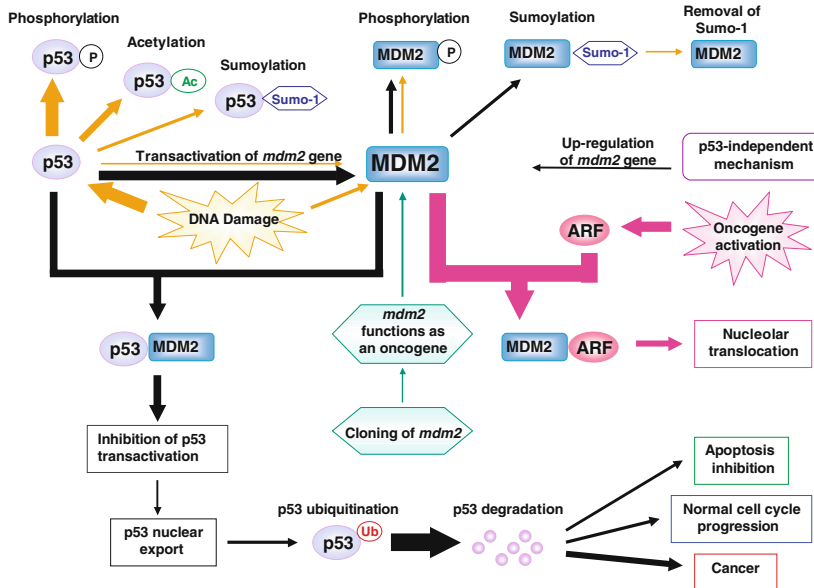 Phosphorylation
Phosphorylation
Sumoylation
Removal of
Sumo-1
p53 P
Acetylation
p53 Ac
Sumoylation
p53 Sumo-1
MDM2 P
MDM2 Sumo-1
MDM2
p53
Transactivation of mdm2 gene
MDM2
Up-regulation
of mdm2 gene
p53-independent
mechanism
DNA Damage
ARF
Oncogene
activation
mdm2
functions as
an oncogene
p53 MDM2
MDM2 ARF
Nucleolar
translocation
Cloning of mdm2
Inhibition of p53
transactivation
Apoptosis
inhibition
p53 nuclear
export
p53 ubiquitination
p53 Ub
p53 degradation
Normal cell cycle
progression
Cancer